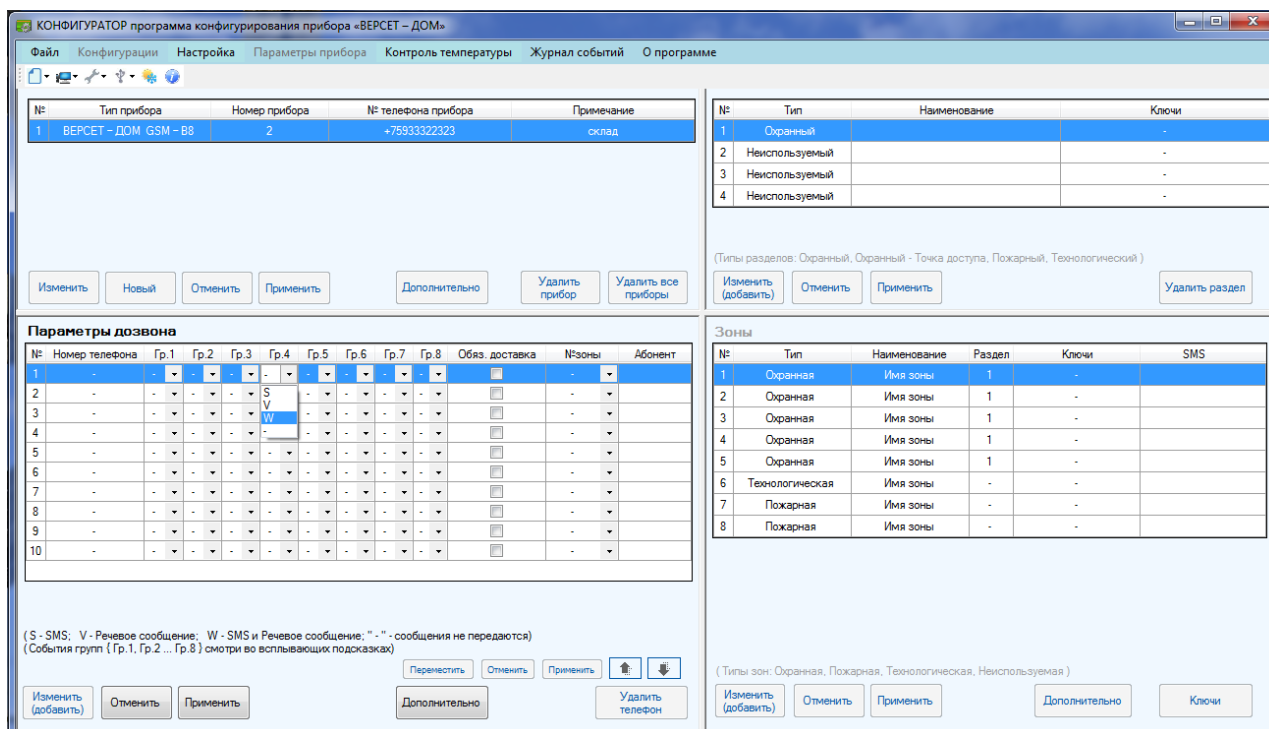 КОНФИГУРАТОР программа конфигурирования прибора «ВЕРСЕТ – ДОМ»
Файл Конфигурации Настройка Параметры прибора Контроль температуры Журнал событий О программе
№ Тип прибора Номер прибора № телефона прибора Примечание
1 ВЕРСЕТ – ДОМ GSM – В8 2 +75933322323 склад
Изменить Новый Отменить Применить Дополнительно Удалить прибор Удалить все приборы
№ Тип Наименование Ключи
1 Охранный -
2 Неиспользуемый -
3 Неиспользуемый -
4 Неиспользуемый -
(Типы разделов: Охранный, Охранный - Точка доступа, Пожарный, Технологический )
Изменить (добавить) Отменить Применить Удалить раздел
Параметры дозвона
№ Номер телефона Гр.1 Гр.2 Гр.3 Гр.4 Гр.5 Гр.6 Гр.7 Гр.8 Обяз. доставка №зоны Абонент
1 - - - - - - - - - -
2 - - - - S - - - - -
3 - - - - V - - - - -
W
4 - - - - - - - - - -
5 - - - - - - - - - -
6 - - - - - - - - - -
7 - - - - - - - - - -
8 - - - - - - - - - -
9 - - - - - - - - - -
10 - - - - - - - - - -
( S - SMS; V - Речевое сообщение; W - SMS и Речевое сообщение; " - " - сообщения не передаются)
(События групп { Гр.1, Гр.2 ... Гр.8 } смотри во всплывающих подсказках)
Переместить Отменить Применить
Изменить (добавить) Отменить Применить Дополнительно Удалить телефон
Зоны
№ Тип Наименование Раздел Ключи SMS
1 Охранная Имя зоны 1 -
2 Охранная Имя зоны 1 -
3 Охранная Имя зоны 1 -
4 Охранная Имя зоны 1 -
5 Охранная Имя зоны 1 -
6 Технологическая Имя зоны - -
7 Пожарная Имя зоны - -
8 Пожарная Имя зоны - -
( Типы зон: Охранная, Пожарная, Технологическая, Неиспользуемая )
Изменить (добавить) Отменить Применить Дополнительно Ключи